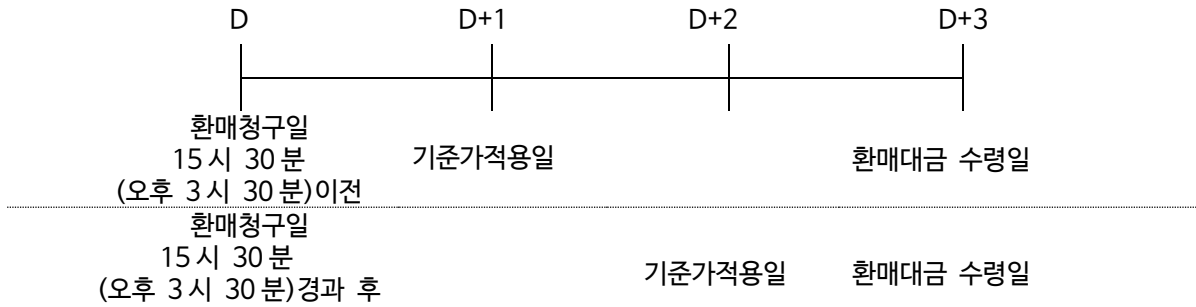 D D+1 D+2 D+3
환매청구일
15시 30분
(오후 3시 30분)이전
기준가적용일
환매대금 수령일
환매청구일
15시 30분
(오후 3시 30분)경과 후
기준가적용일
환매대금 수령일